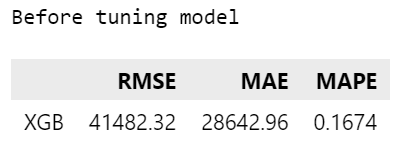 Before tuning model
RMSE MAE MAPE
XGB 41482.32 28642.96 0.1674